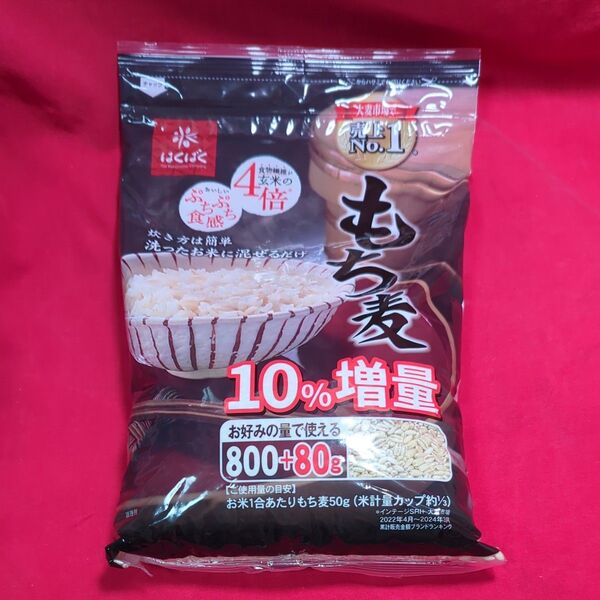 チャック
はくばく
大麦市場で
売上
No.1
食物繊維が
玄米の
4倍
おいしい
ぷちぷち
食感
炊き方は簡単
洗ったお米に混ぜるだけ
もち麦
10%増量
お好みの量で使える
800+80g
【ご使用量の目安】
お米1合あたりもち麦50g (米計量カップ約⅓)
※インテージSRI+ 大麦市場
2022年4月〜2024年3月
累計販売金額ブランドランキング